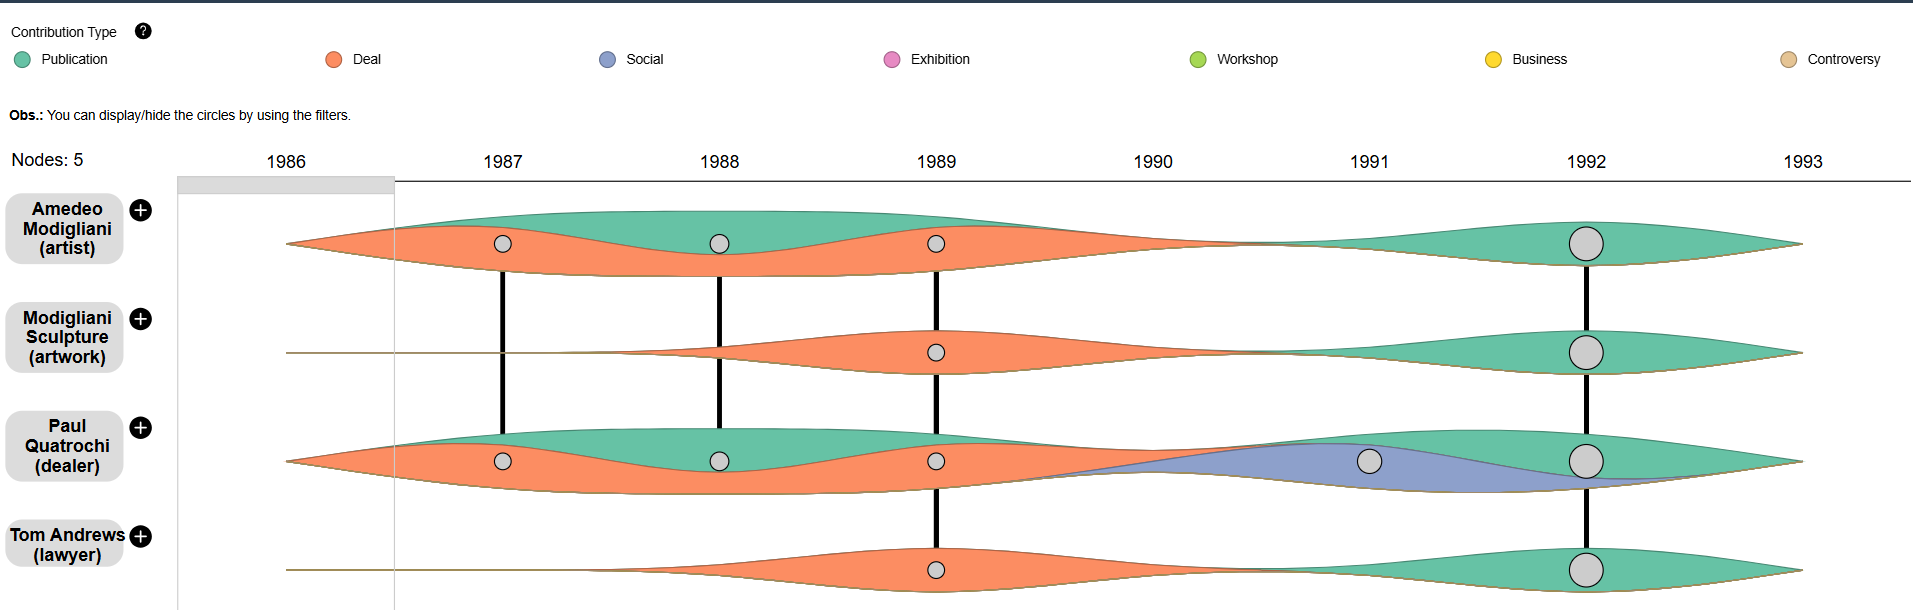 Contribution Type ?
Publication Deal Social Exhibition Workshop Business Controversy
Obs.: You can display/hide the circles by using the filters.
Nodes: 5 1986 1987 1988 1989 1990 1991 1992 1993
Amedeo
Modigliani
(artist)
Modigliani
Sculpture
(artwork)
Paul
Quatrochi
(dealer)
Tom Andrews
(lawyer)